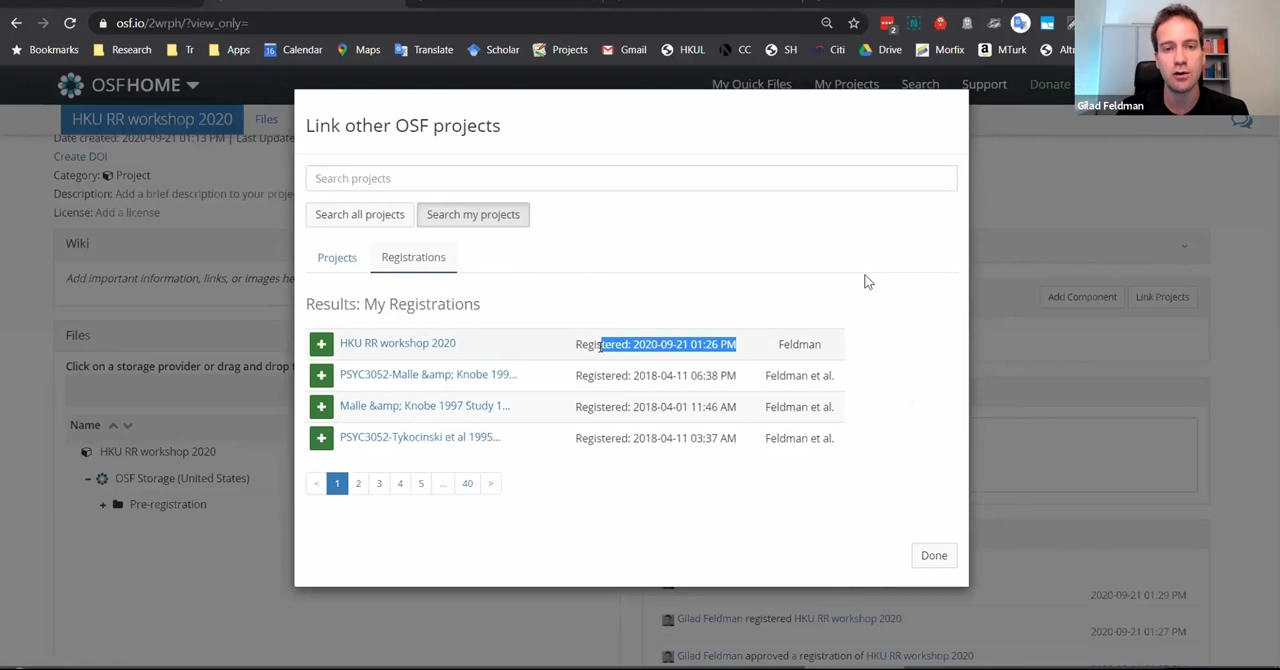 osf.io/2wrph/?view_only=
2
Bookmarks Research Tr Apps 16 Calendar Maps Translate Scholar Projects Gmail HKUL CC SH Citi Drive Morfix a MTurk
Gilad Feldman
OSFHOME My Quick Files My Projects Search Support Donate
HKU RR workshop 2020 Files
Date created: 2020-09-21 01:13 PM | Last Update
Create DOI
Category: Project
Description: Add a brief description to your proje
License: Add a license
Wiki
Add important information, links, or images he
Files
Click on a storage provider or drag and drop t
Name
HKU RR workshop 2020
OSF Storage (United States)
Pre-registration
Link other OSF projects
Search projects
Search all projects Search my projects
Projects Registrations
Results: My Registrations
HKU RR workshop 2020 Registered: 2020-09-21 01:26 PM Feldman
PSYC3052-Malle &amp; Knobe 199... Registered: 2018-04-11 06:38 PM Feldman et al.
Malle &amp; Knobe 1997 Study 1... Registered: 2018-04-01 11:46 AM Feldman et al.
PSYC3052-Tykocinski et al 1995... Registered: 2018-04-11 03:37 AM Feldman et al.
< 1 2 3 4 5 ... 40 >
Done
Add Component Link Projects
2020-09-21 01:29 PM
Gilad Feldman registered HKU RR workshop 2020
2020-09-21 01:27 PM
Gilad Feldman approved a registration of HKU RR workshop 2020